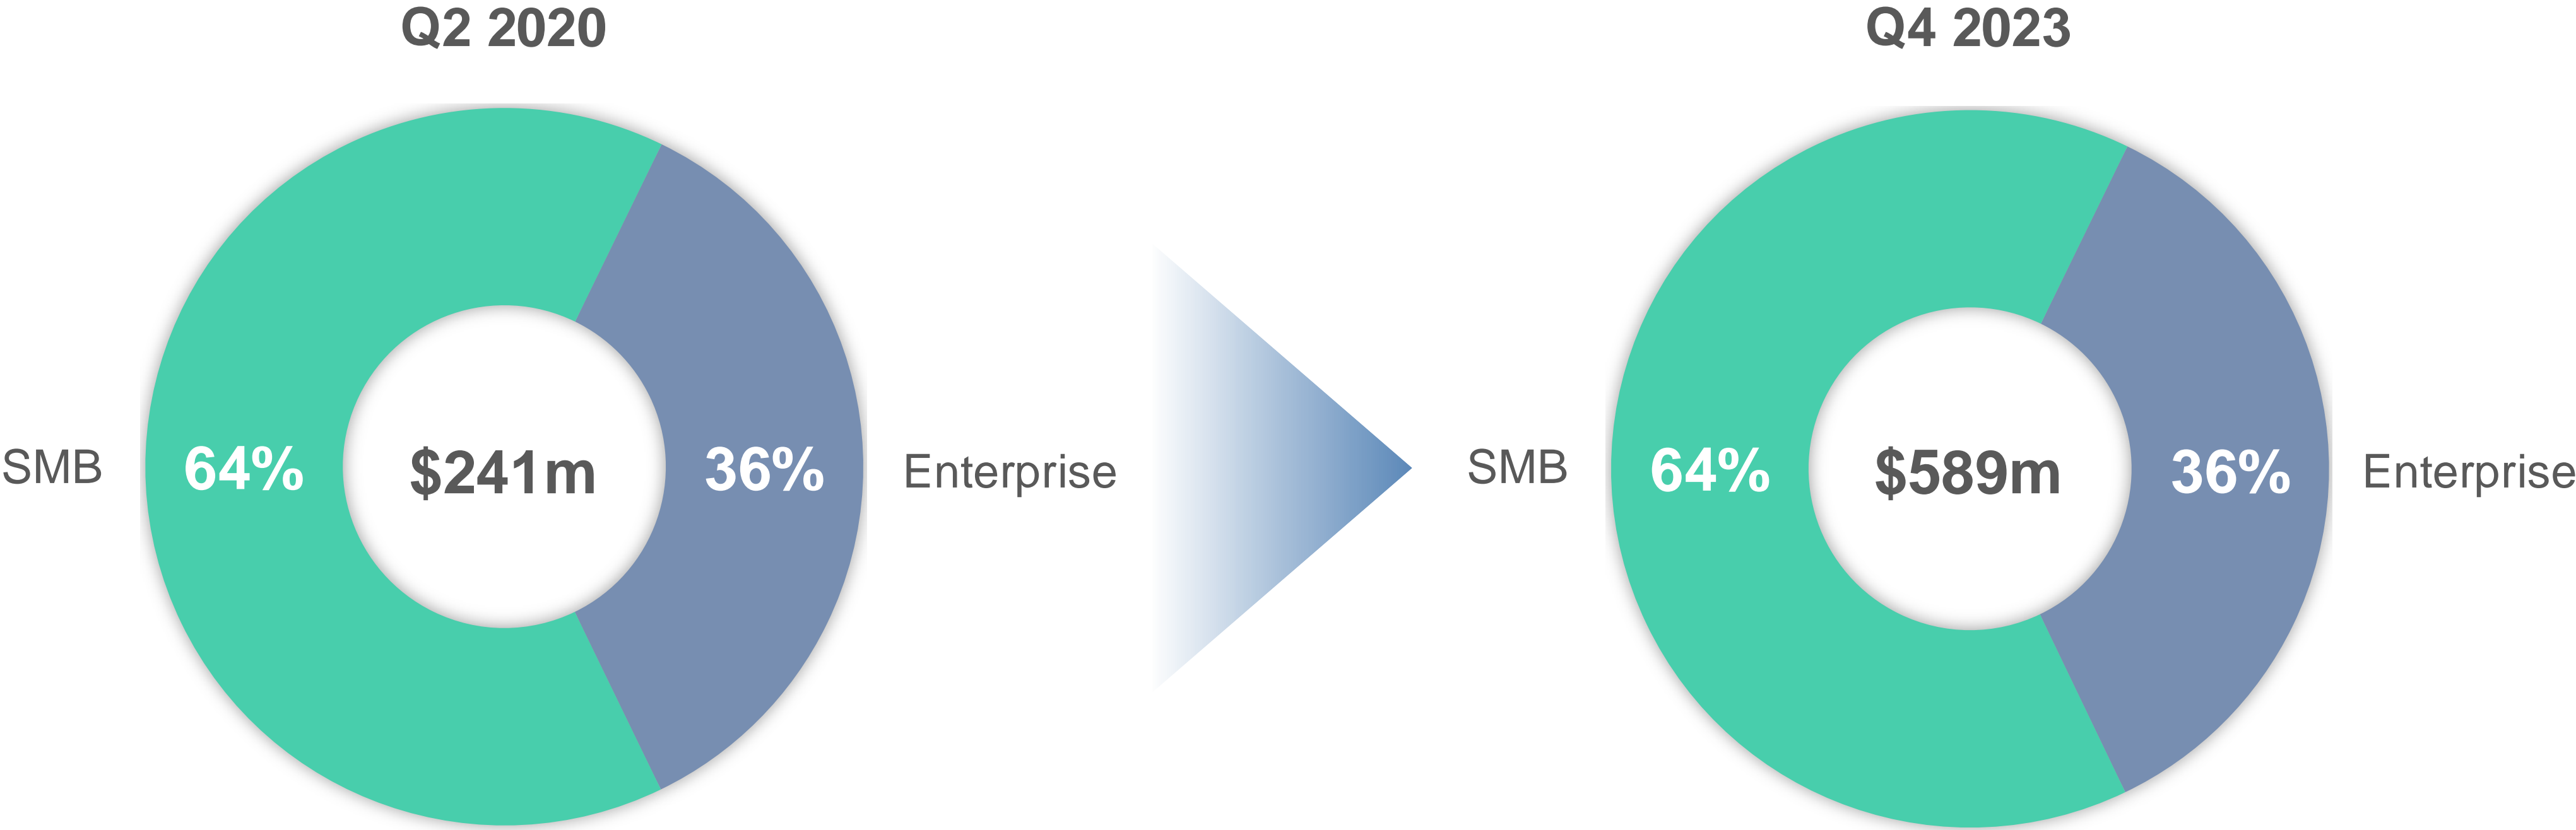 Q2 2020
SMB
64%
$241m
36%
Enterprise
Q4 2023
SMB
64%
$589m
36%
Enterprise